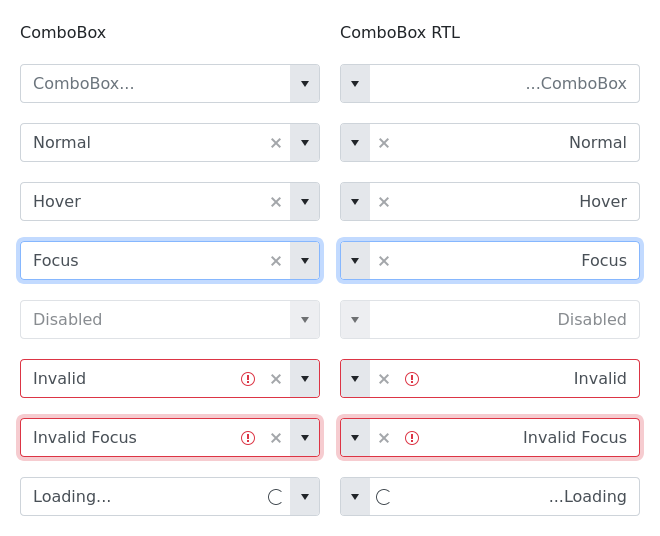 ComboBox
ComboBox RTL
ComboBox...
...ComboBox
Normal
Normal
Hover
Hover
Focus
Focus
Disabled
Disabled
Invalid
Invalid
Invalid Focus
Invalid Focus
Loading...
...Loading